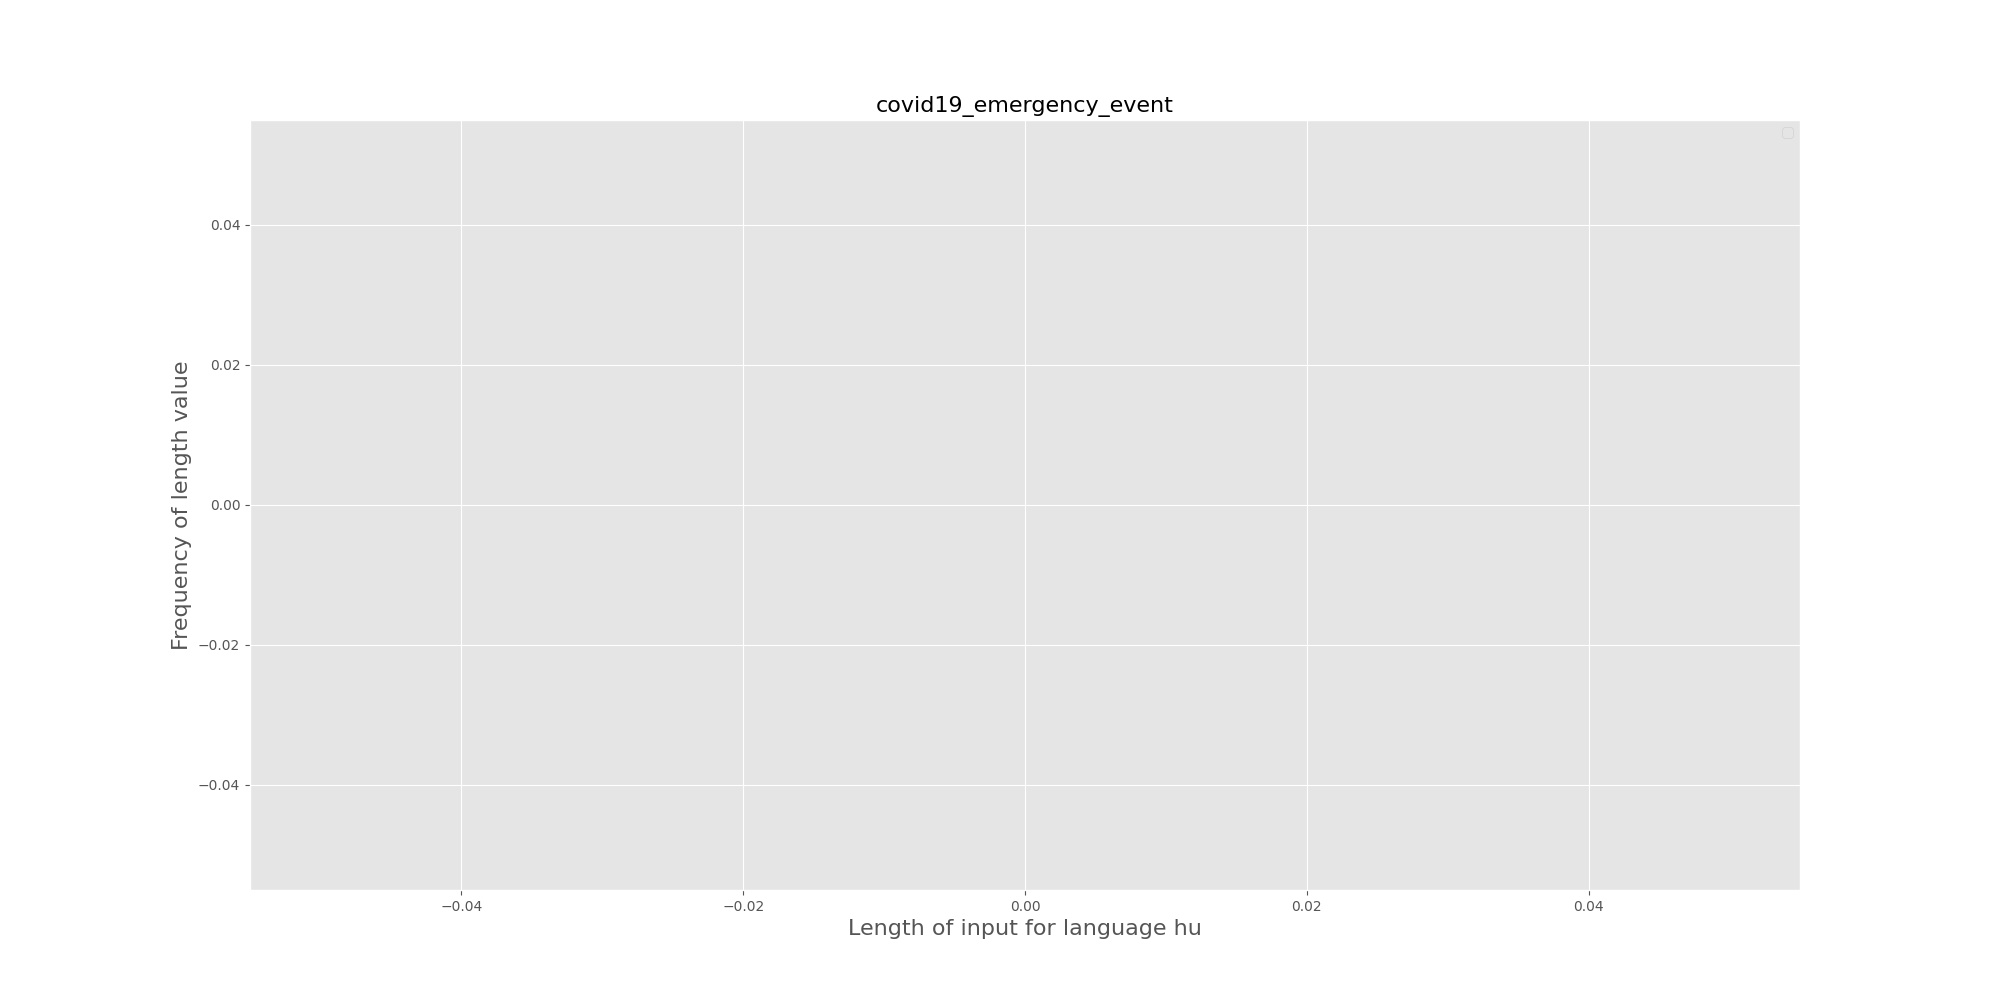 covid19_emergency_event
0.04
0.02
0.00
−0.02
−0.04
Frequency of length value
−0.04 −0.02 0.00 0.02 0.04
Length of input for language hu